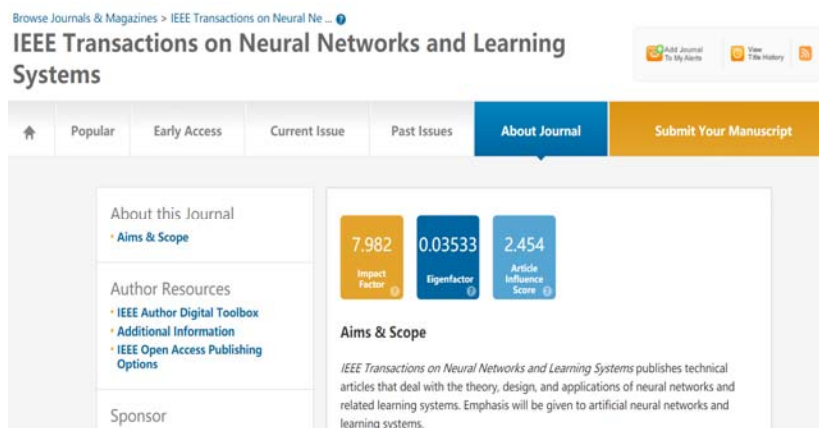 Browse Journals & Magazines > IEEE Transactions on Neural Ne ... ?
IEEE Transactions on Neural Networks and Learning
Systems
Add Journal
To My Alerts
View
Title History
Popular
Early Access
Current Issue
Past Issues
About Journal
Submit Your Manuscript
About this Journal
• Aims & Scope
Author Resources
• IEEE Author Digital Toolbox
• Additional Information
• IEEE Open Access Publishing
Options
Sponsor
7.982
Impact
Factor ?
0.03533
Eigenfactor
?
2.454
Article
Influence
Score ?
Aims & Scope
IEEE Transactions on Neural Networks and Learning Systems publishes technical
articles that deal with the theory, design, and applications of neural networks and
related learning systems. Emphasis will be given to artificial neural networks and
learning systems.